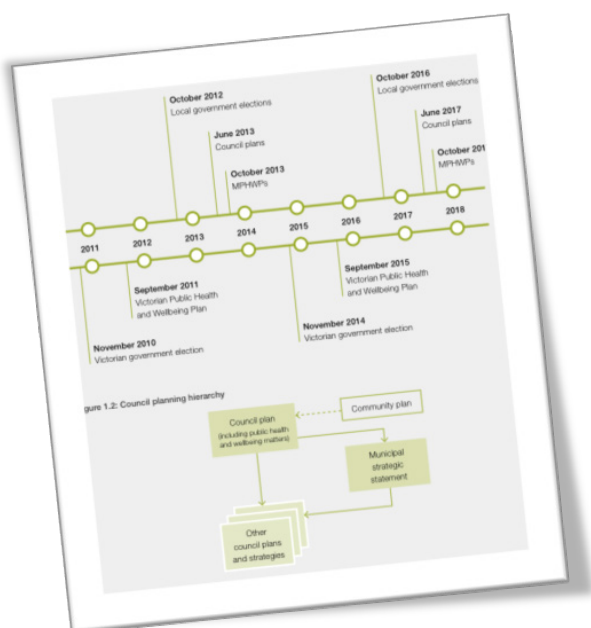 October 2012
Local government elections
June 2013
Council plans
October 2013
MPHWPs
October 2016
Local government elections
June 2017
Council plans
October 201
MPHWPs
2011
2012
2013
2014
2015
2016
2017
2018
September 2011
Victorian Public Health
and Wellbeing Plan
November 2010
Victorian government election
September 2015
Victorian Public Health
and Wellbeing Plan
November 2014
Victorian government election
gure 1.2: Council planning hierarchy
Council plan
(including public health
and wellbeing matters)
Community plan
Municipal
strategic
statement
Other
council plans
and strategies